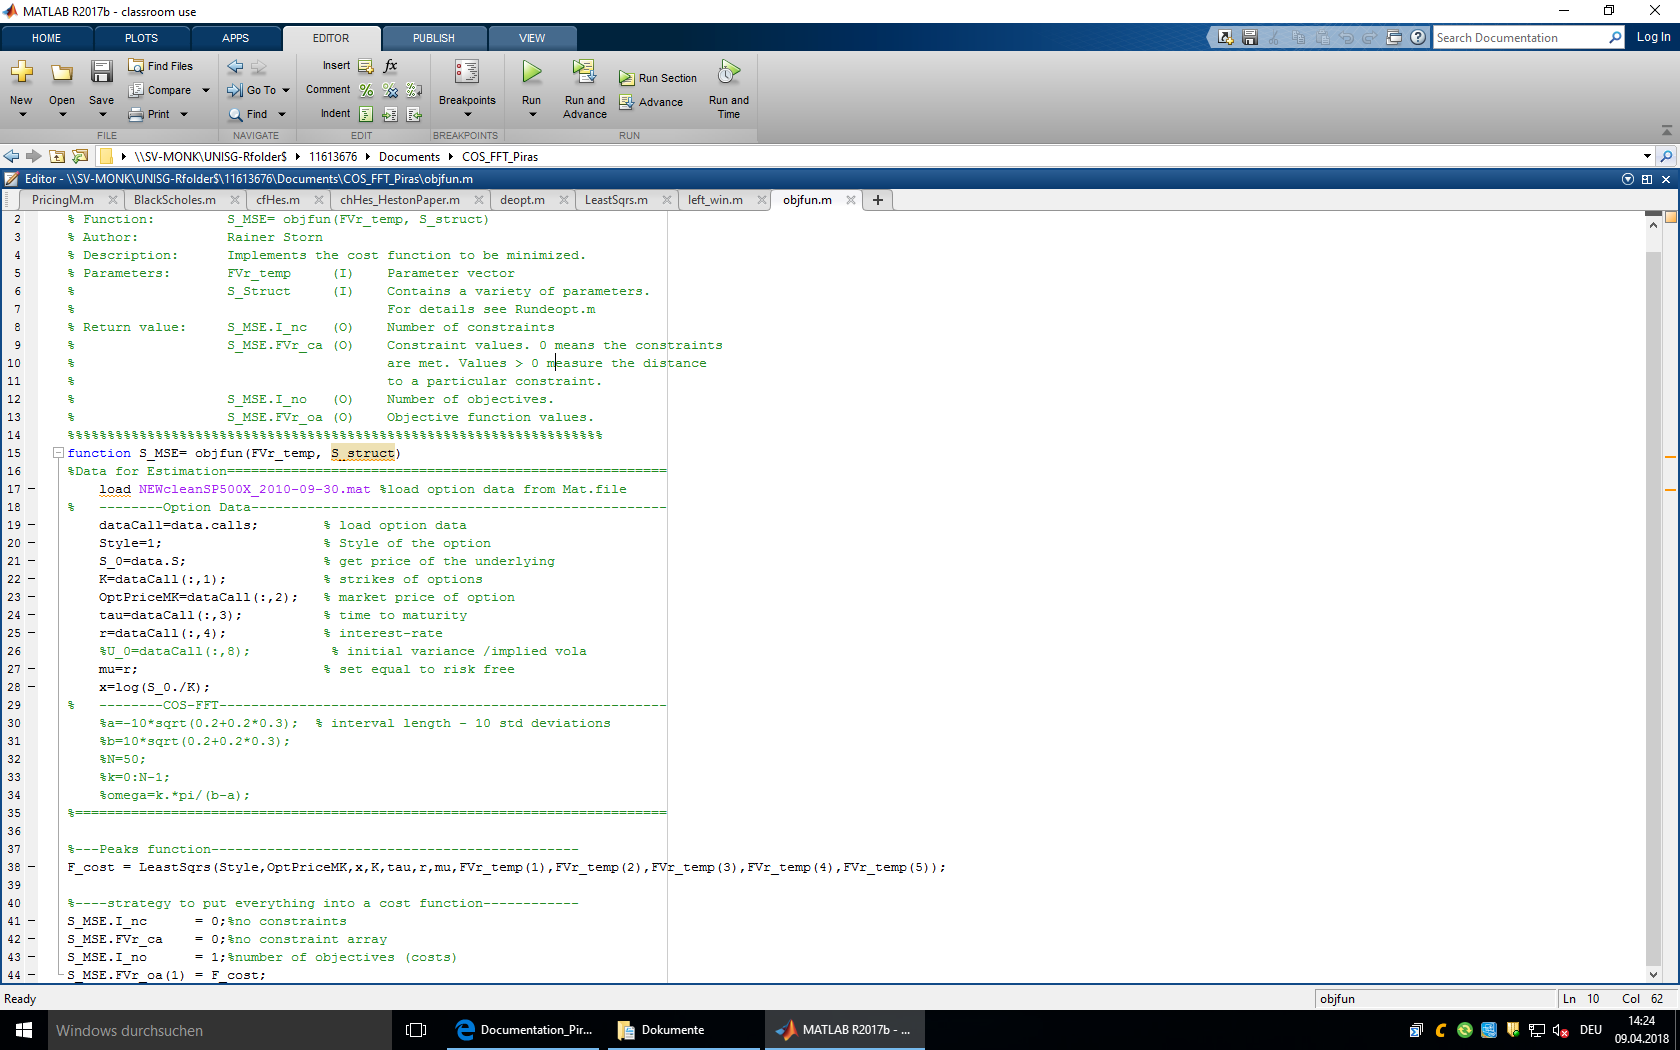 MATLAB R2017b - classroom use
HOME PLOTS APPS EDITOR PUBLISH VIEW
Search Documentation Log In
New Open Save Find Files Compare Print
FILE
Go To Find
NAVIGATE
Insert fx
Comment
Indent
EDIT
Breakpoints
BREAKPOINTS
Run Run and Advance Run Section Advance Run and Time
RUN
\\SV-MONK\UNISG-Rfolder$ 11613676 Documents COS_FFT_Piras
Editor - \\SV-MONK\UNISG-Rfolder$\11613676\Documents\COS_FFT_Piras\objfun.m
PricingM.m BlackScholes.m cfHes.m chHes_HestonPaper.m deopt.m LeastSqrs.m left_win.m objfun.m
2 % Function: S_MSE= objfun(FVr_temp, S_struct)
3 % Author: Rainer Storn
4 % Description: Implements the cost function to be minimized.
5 % Parameters: FVr_temp (I) Parameter vector
6 % S_Struct (I) Contains a variety of parameters.
7 % For details see Rundeopt.m
8 % Return value: S_MSE.I_nc (O) Number of constraints
9 % S_MSE.FVr_ca (O) Constraint values. 0 means the constraints
10 % are met. Values > 0 measure the distance
11 % to a particular constraint.
12 % S_MSE.I_no (O) Number of objectives.
13 % S_MSE.FVr_oa (O) Objective function values.
14 %%%%%%%%%%%%%%%%%%%%%%%%%%%%%%%%%%%%%%%%%%%%%%%%%%%%%%%%%%%%%%%%%%%
15 function S_MSE= objfun(FVr_temp, S_struct)
16 %Data for Estimation=======================================================
17 load NEWcleanSP500X_2010-09-30.mat %load option data from Mat.file
18 % --------Option Data----------------------------------------------------
19 dataCall=data.calls; % load option data
20 Style=1; % Style of the option
21 S_0=data.S; % get price of the underlying
22 K=dataCall(:,1); % strikes of options
23 OptPriceMK=dataCall(:,2); % market price of option
24 tau=dataCall(:,3); % time to maturity
25 r=dataCall(:,4); % interest-rate
26 %U_0=dataCall(:,8); % initial variance /implied vola
27 mu=r; % set equal to risk free
28 x=log(S_0./K);
29 % --------COS-FFT--------------------------------------------------------
30 %a=-10*sqrt(0.2+0.2*0.3); % interval length - 10 std deviations
31 %b=10*sqrt(0.2+0.2*0.3);
32 %N=50;
33 %k=0:N-1;
34 %omega=k.*pi/(b-a);
35 %==========================================================================
36
37 %---Peaks function----------------------------------------------
38 F_cost = LeastSqrs(Style,OptPriceMK,x,K,tau,r,mu,FVr_temp(1),FVr_temp(2),FVr_temp(3),FVr_temp(4),FVr_temp(5));
39
40 %----strategy to put everything into a cost function------------
41 S_MSE.I_nc = 0;%no constraints
42 S_MSE.FVr_ca = 0;%no constraint array
43 S_MSE.I_no = 1;%number of objectives (costs)
44 S_MSE.FVr_oa(1) = F_cost;
Ready objfun Ln 10 Col 62
Windows durchsuchen Documentation_Pir... Dokumente MATLAB R2017b - ... DEU 14:24
09.04.2018